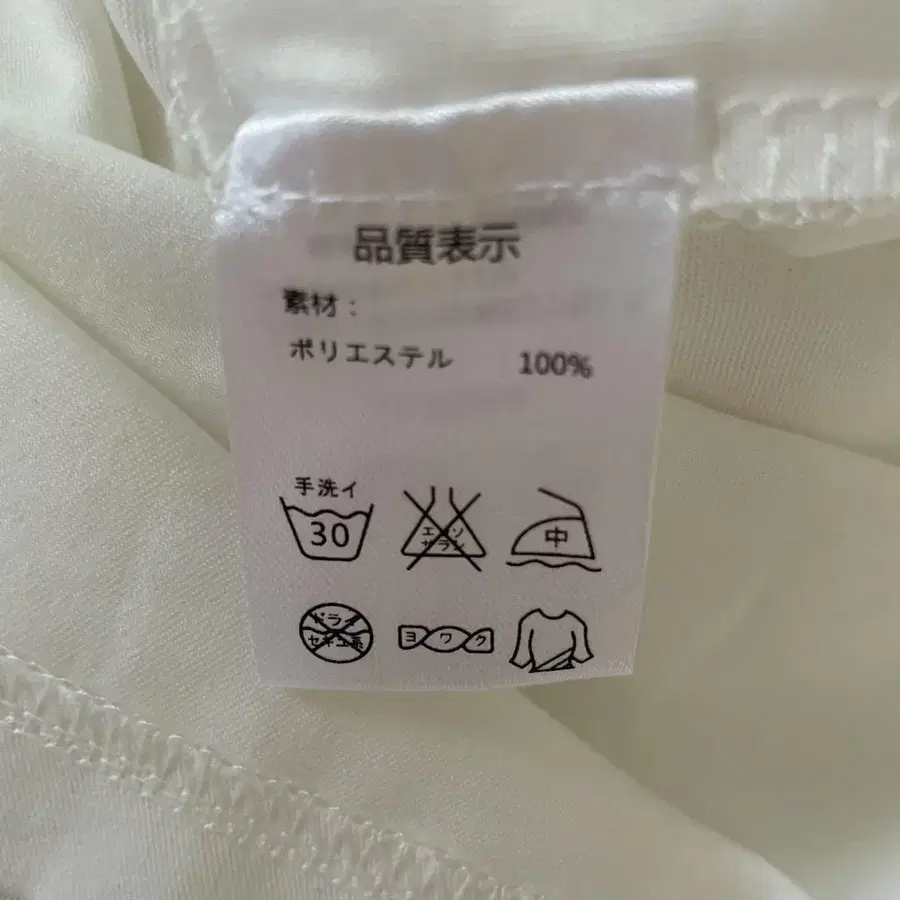 品質表示
素材：
ポリエステル 100%
手洗イ
30
エンソ
サラシ
中
ドライ
セキユ系
ヨワク